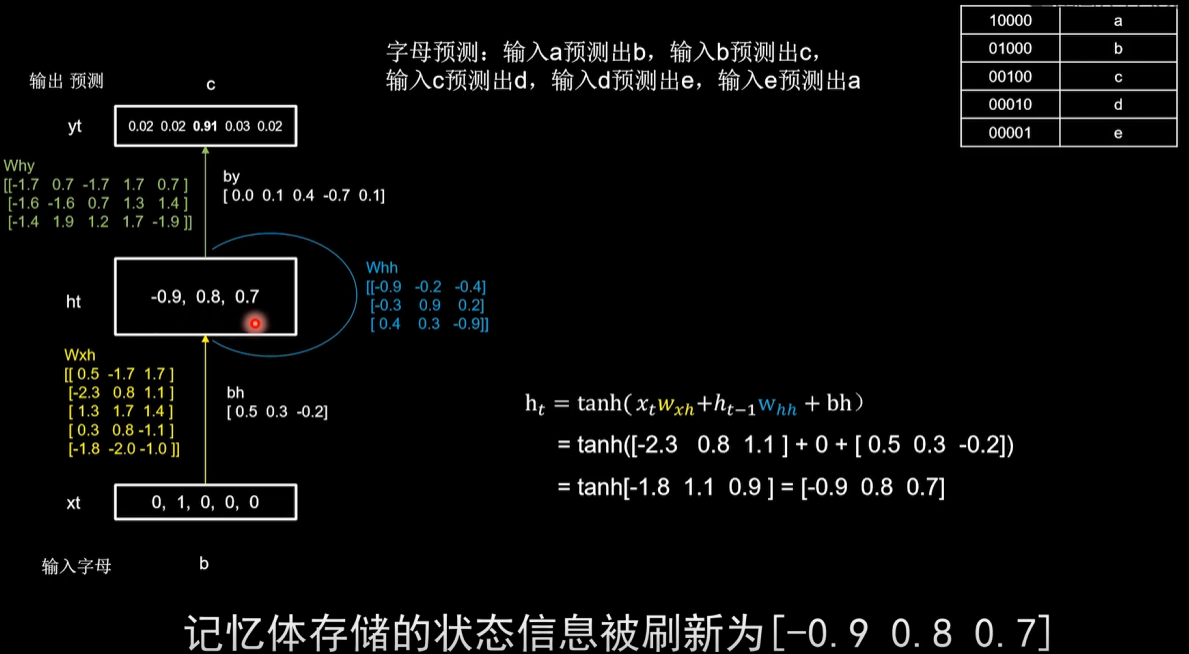 字母预测：输入a预测出b，输入b预测出c，
输入c预测出d，输入d预测出e，输入e预测出a
10000 a
01000 b
00100 c
00010 d
00001 e
输出 预测 c
yt 0.02 0.02 0.91 0.03 0.02
Why
[[-1.7 0.7 -1.7 1.7 0.7 ]
[-1.6 -1.6 0.7 1.3 1.4 ]
[-1.4 1.9 1.2 1.7 -1.9 ]]
by
[ 0.0 0.1 0.4 -0.7 0.1]
ht -0.9, 0.8, 0.7
Whh
[[-0.9 -0.2 -0.4]
[-0.3 0.9 0.2]
[ 0.4 0.3 -0.9]]
Wxh
[[ 0.5 -1.7 1.7 ]
[-2.3 0.8 1.1 ]
[ 1.3 1.7 1.4 ]
[ 0.3 0.8 -1.1 ]
[-1.8 -2.0 -1.0 ]]
bh
[ 0.5 0.3 -0.2]
xt 0, 1, 0, 0, 0
输入字母 b
hₜ = tanh( xₜwₓₕ+hₜ₋₁wₕₕ + bh）
= tanh([-2.3 0.8 1.1 ] + 0 + [ 0.5 0.3 -0.2])
= tanh[-1.8 1.1 0.9 ] = [-0.9 0.8 0.7]
记忆体存储的状态信息被刷新为[-0.9 0.8 0.7]